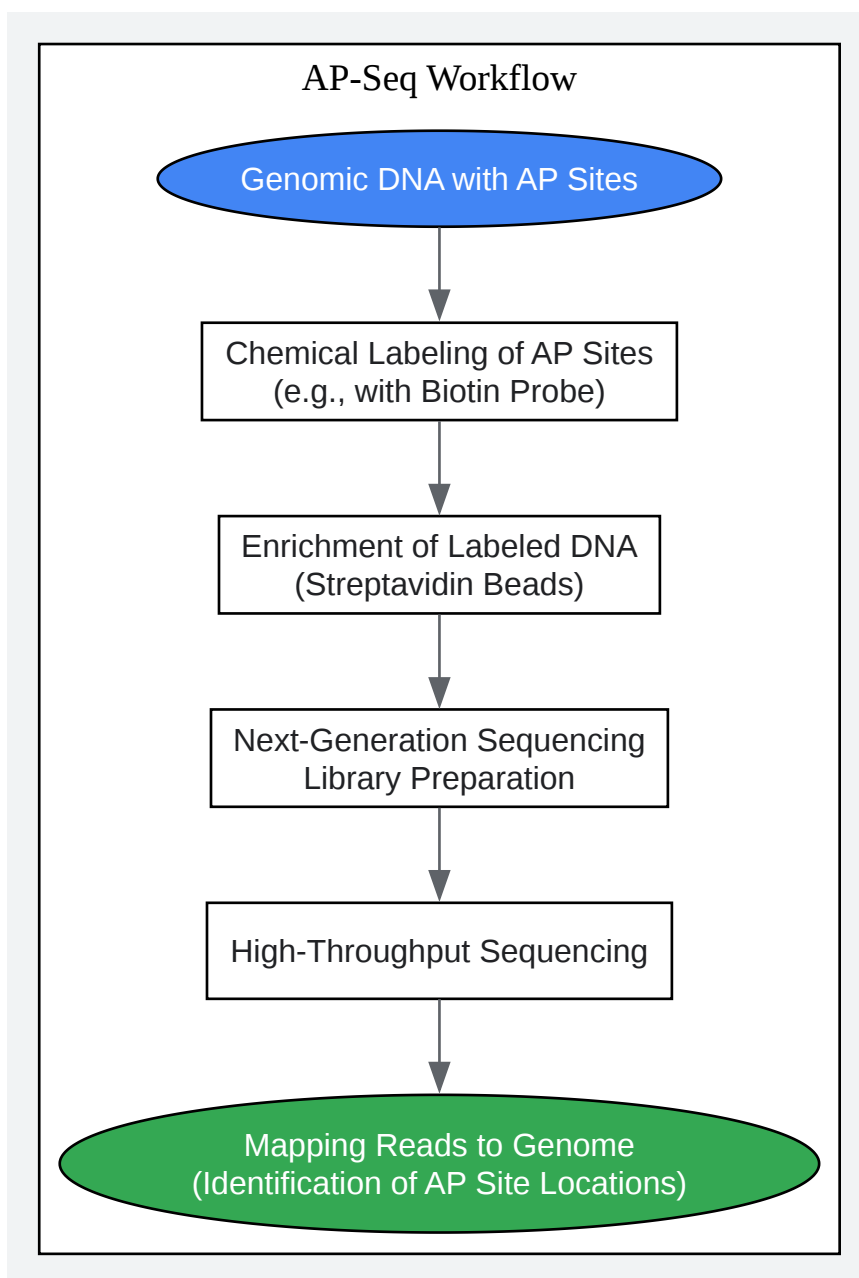 AP-Seq Workflow
Genomic DNA with AP Sites
Chemical Labeling of AP Sites
(e.g., with Biotin Probe)
Enrichment of Labeled DNA
(Streptavidin Beads)
Next-Generation Sequencing
Library Preparation
High-Throughput Sequencing
Mapping Reads to Genome
(Identification of AP Site Locations)